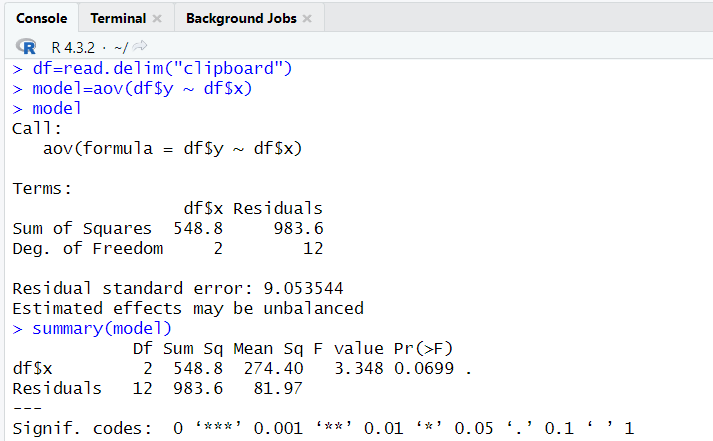 Console Terminal Background Jobs
R R 4.3.2 · ~/
> df=read.delim("clipboard")
> model=aov(df$y ~ df$x)
> model
Call:
   aov(formula = df$y ~ df$x)

Terms:
                 df$x Residuals
Sum of Squares  548.8     983.6
Deg. of Freedom     2        12

Residual standard error: 9.053544
Estimated effects may be unbalanced
> summary(model)
            Df Sum Sq Mean Sq F value Pr(>F)
df$x         2  548.8  274.40   3.348 0.0699 .
Residuals   12  983.6   81.97
---
Signif. codes:  0 ‘***’ 0.001 ‘**’ 0.01 ‘*’ 0.05 ‘.’ 0.1 ‘ ’ 1